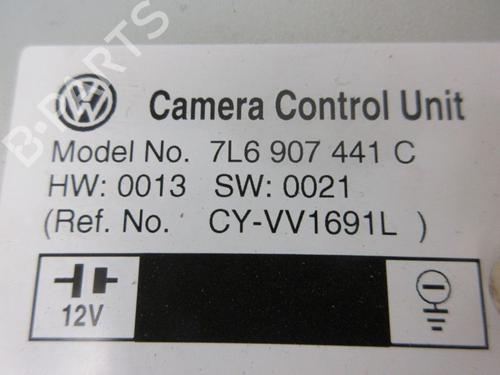 B-PARTS
Camera Control Unit
Model No. 7L6 907 441 C
HW: 0013 SW: 0021
(Ref. No. CY-VV1691L )
12V